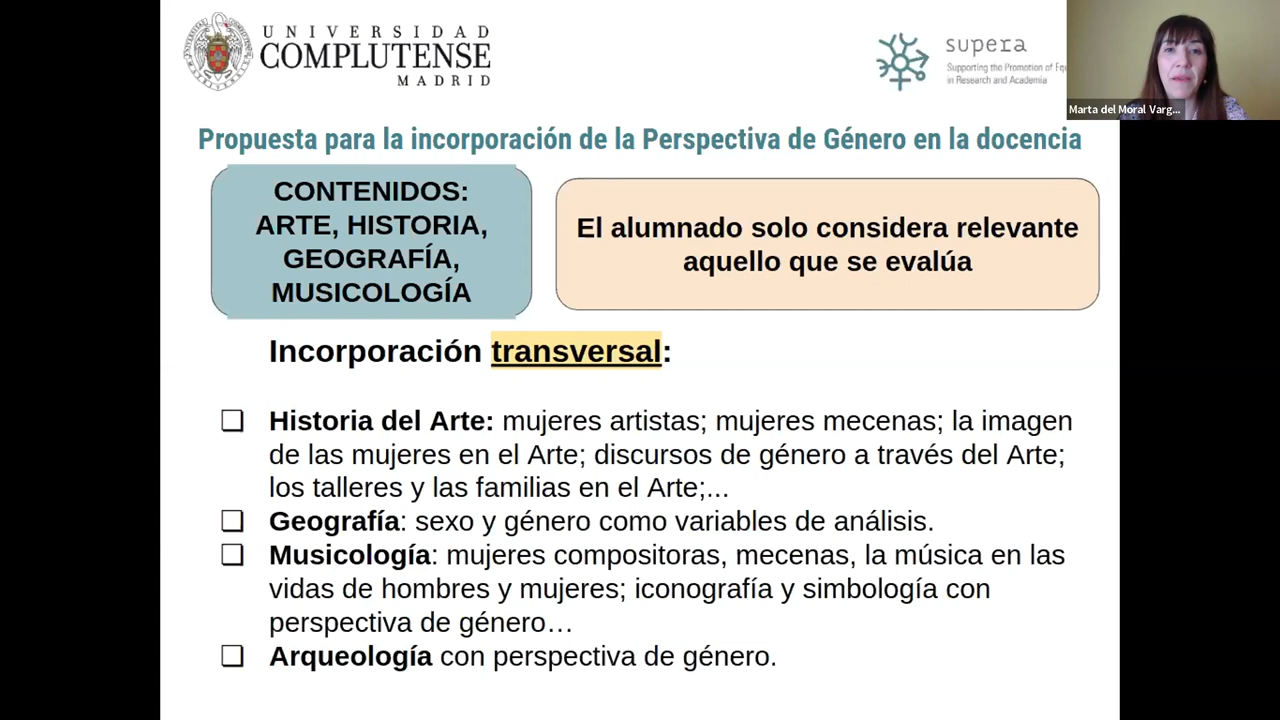 UNIVERSIDAD
COMPLUTENSE
MADRID
supera
Supporting the Promotion of
in Research and Academia
Marta del Moral Varg...
Propuesta para la incorporación de la Perspectiva de Género en la docencia
CONTENIDOS:
ARTE, HISTORIA,
GEOGRAFÍA,
MUSICOLOGÍA
El alumnado solo considera relevante
aquello que se evalúa
Incorporación transversal:
❏ Historia del Arte: mujeres artistas; mujeres mecenas; la imagen
de las mujeres en el Arte; discursos de género a través del Arte;
los talleres y las familias en el Arte;...
❏ Geografía: sexo y género como variables de análisis.
❏ Musicología: mujeres compositoras, mecenas, la música en las
vidas de hombres y mujeres; iconografía y simbología con
perspectiva de género…
❏ Arqueología con perspectiva de género.